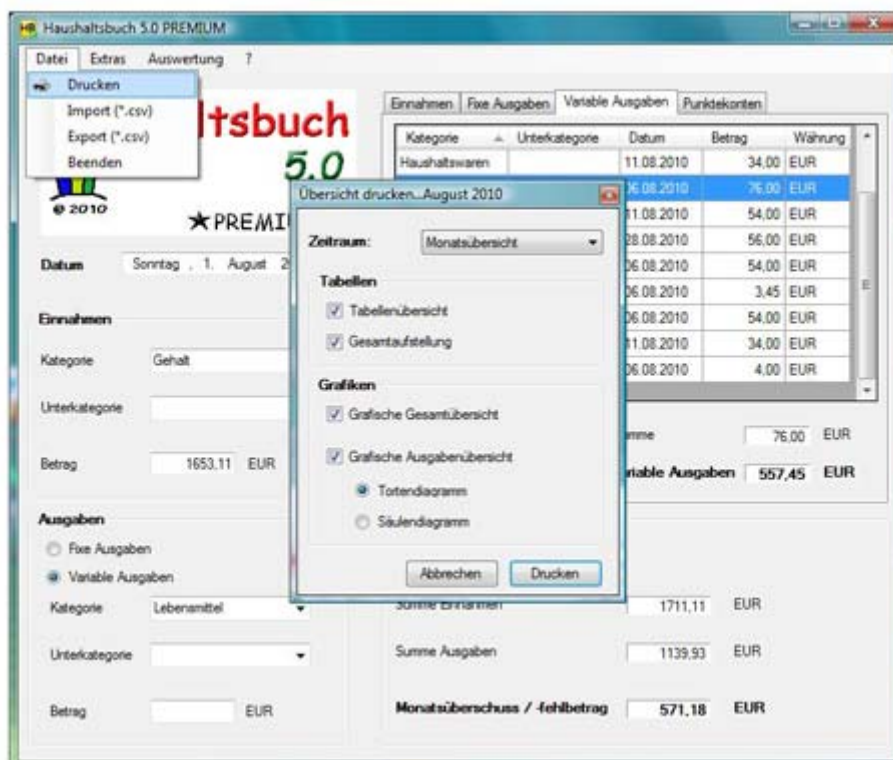 Haushaltsbuch 5.0 PREMIUM
Datei Extras Auswertung ?
Drucken
Import (*.csv)
Export (*.csv)
Beenden
ltsbuch
5.0
© 2010
★PREMI
Datum Sonntag , 1. August 2
Einnahmen
Kategorie Gehalt
Unterkategorie
Betrag 1653,11 EUR
Ausgaben
Fixe Ausgaben
Variable Ausgaben
Kategorie Lebensmittel
Unterkategorie
Betrag EUR
Einnahmen Fixe Ausgaben Variable Ausgaben Punktekonten
Kategorie Unterkategorie Datum Betrag Währung
Haushaltswaren 11.08.2010 34,00 EUR
06.08.2010 76,00 EUR
11.08.2010 54,00 EUR
28.08.2010 56,00 EUR
06.08.2010 54,00 EUR
06.08.2010 3,45 EUR
06.08.2010 54,00 EUR
11.08.2010 34,00 EUR
06.08.2010 4,00 EUR
mme 76,00 EUR
riable Ausgaben 557,45 EUR
Übersicht drucken...August 2010
Zeitraum: Monatsübersicht
Tabellen
Tabellenübersicht
Gesamtaufstellung
Grafiken
Grafische Gesamtübersicht
Grafische Ausgabenübersicht
Tortendiagramm
Säulendiagramm
Abbrechen Drucken
Summe Einnahmen 1711,11 EUR
Summe Ausgaben 1139,93 EUR
Monatsüberschuss / -fehlbetrag 571,18 EUR